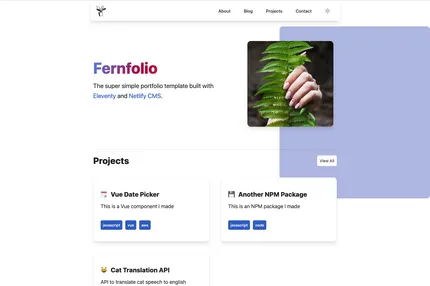 About Blog Projects Contact
Fernfolio
The super simple portfolio template built with
Eleventy and Netlify CMS.
Projects
View All
📅 Vue Date Picker
This is a Vue component I made
javascript vue aws
💾 Another NPM Package
This is an NPM package I made
javascript node
😸 Cat Translation API
API to translate cat speech to english